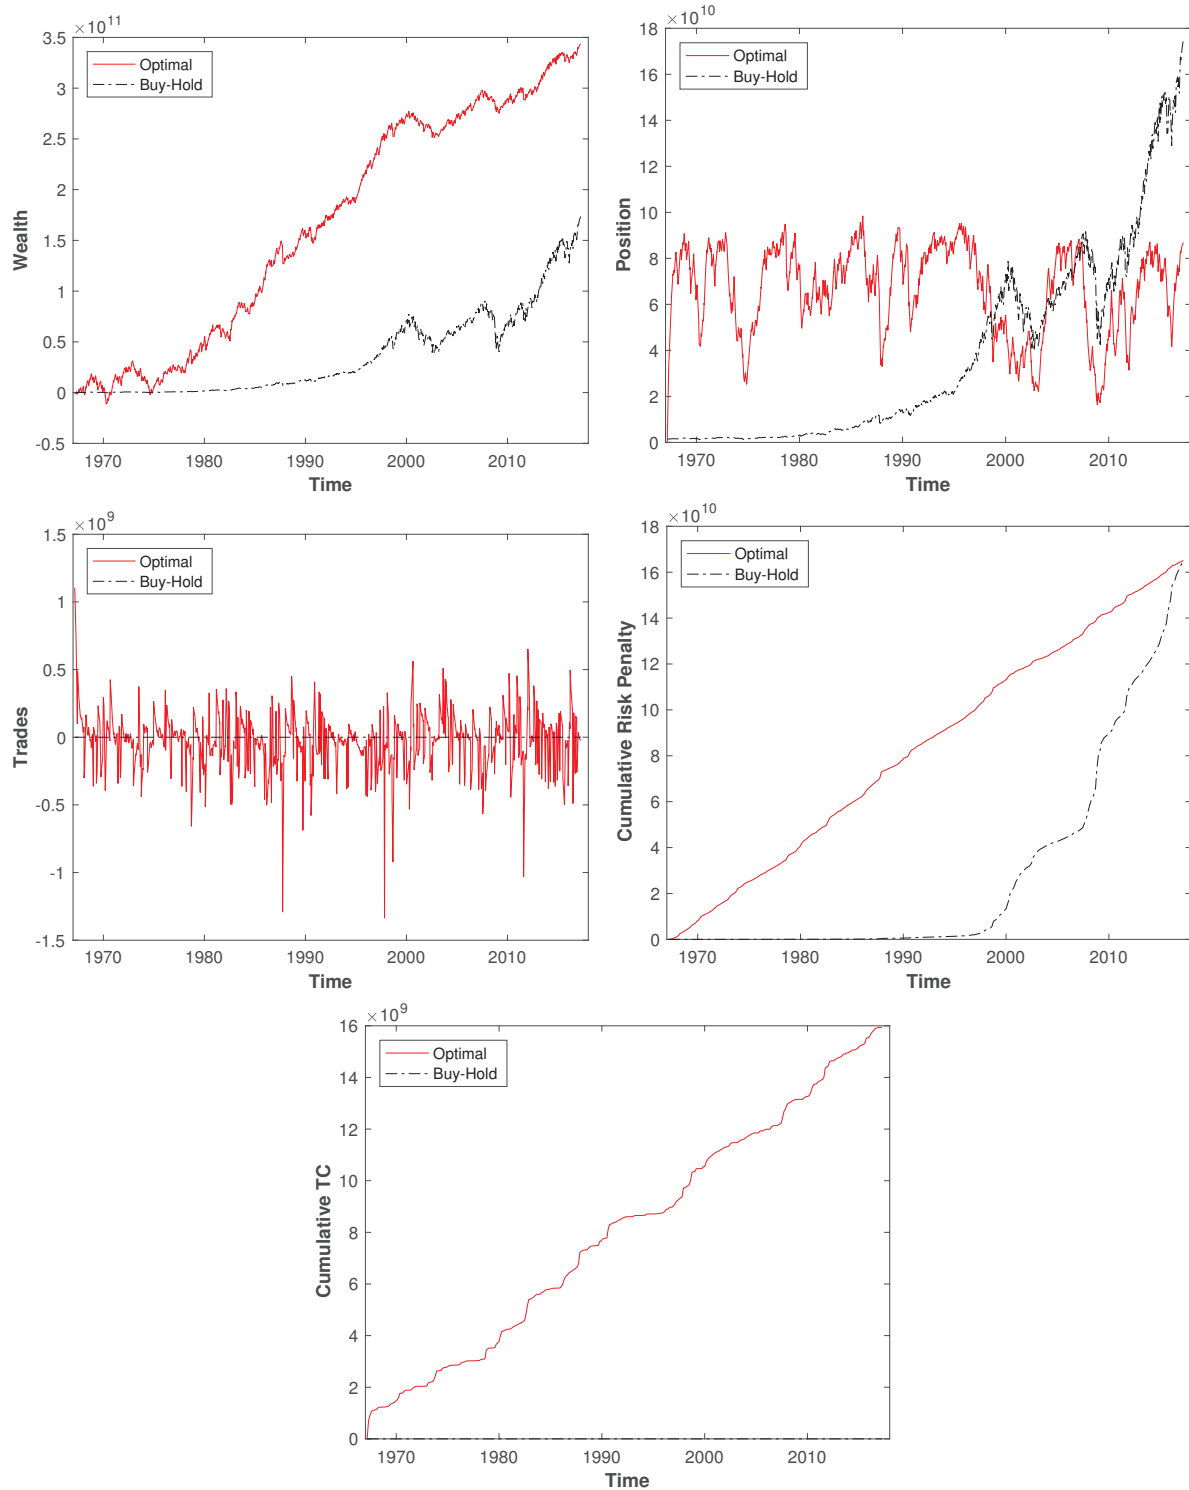 ×10^11
3.5
3
2.5
2
1.5
1
0.5
0
-0.5
Wealth
Optimal
Buy-Hold
1970 1980 1990 2000 2010
Time
×10^10
18
16
14
12
10
8
6
4
2
0
Position
Optimal
Buy-Hold
1970 1980 1990 2000 2010
Time
×10^9
1.5
1
0.5
0
-0.5
-1
-1.5
Trades
Optimal
Buy-Hold
1970 1980 1990 2000 2010
Time
×10^10
18
16
14
12
10
8
6
4
2
0
Cumulative Risk Penalty
Optimal
Buy-Hold
1970 1980 1990 2000 2010
Time
×10^9
16
14
12
10
8
6
4
2
0
Cumulative TC
Optimal
Buy-Hold
1970 1980 1990 2000 2010
Time